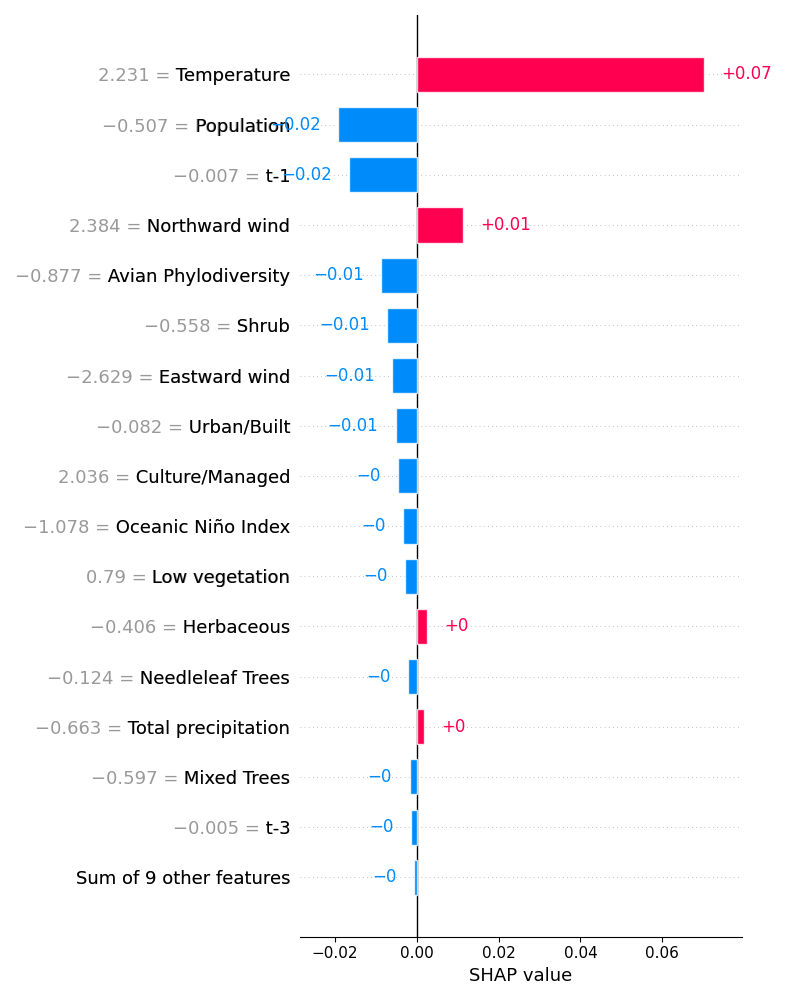 2.231 = Temperature +0.07
−0.507 = Population −0.02
−0.007 = t-1 −0.02
2.384 = Northward wind +0.01
−0.877 = Avian Phylodiversity −0.01
−0.558 = Shrub −0.01
−2.629 = Eastward wind −0.01
−0.082 = Urban/Built −0.01
2.036 = Culture/Managed −0
−1.078 = Oceanic Niño Index −0
0.79 = Low vegetation −0
−0.406 = Herbaceous +0
−0.124 = Needleleaf Trees −0
−0.663 = Total precipitation +0
−0.597 = Mixed Trees −0
−0.005 = t-3 −0
Sum of 9 other features −0
−0.02 0.00 0.02 0.04 0.06
SHAP value